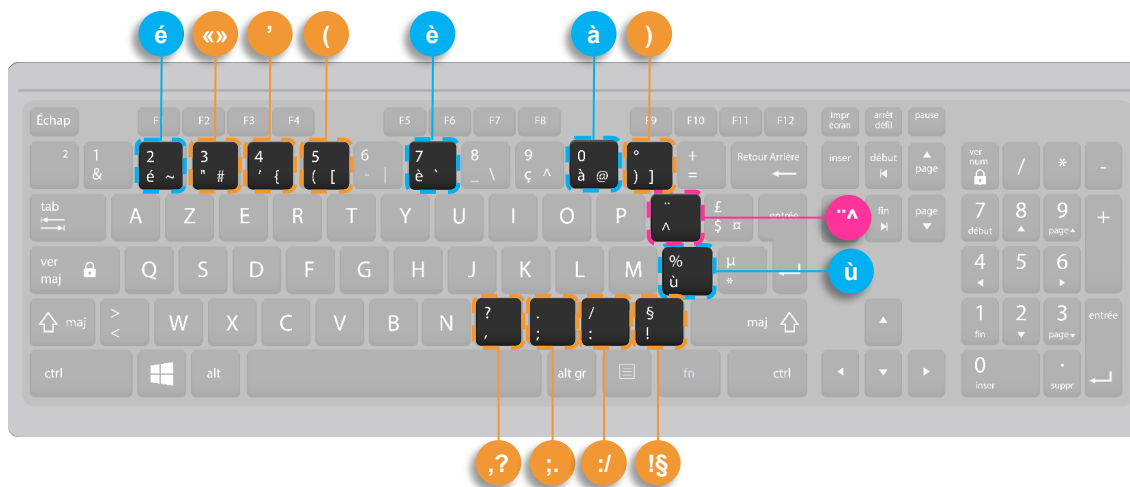 é «» ’ ( è à )
Échap F F2 F3 F4 F5 F6 F7 F8 F9 F10 F11 F12 impr écran arrêt défil pause
2 1 & 2 é ~ 3 " # 4 ' { 5 ( [ 6 - | 7 è ` 8 _ \ 9 ç ^ 0 à @ ° ) ] + = Retour Arrière inser début page ver num / * -
tab A Z E R T Y U I O P ¨ ^ £ $ ¤ entrée ¨^ fin page 7 début 8 9 page +
ver maj Q S D F G H J K L M % ù µ * ù 4 5 6
maj > < W X C V B N ? , . ; / : § ! maj 1 fin 2 3 page entrée
ctrl alt alt gr fn ctrl 0 inser . suppr
,? ;. :/ !§